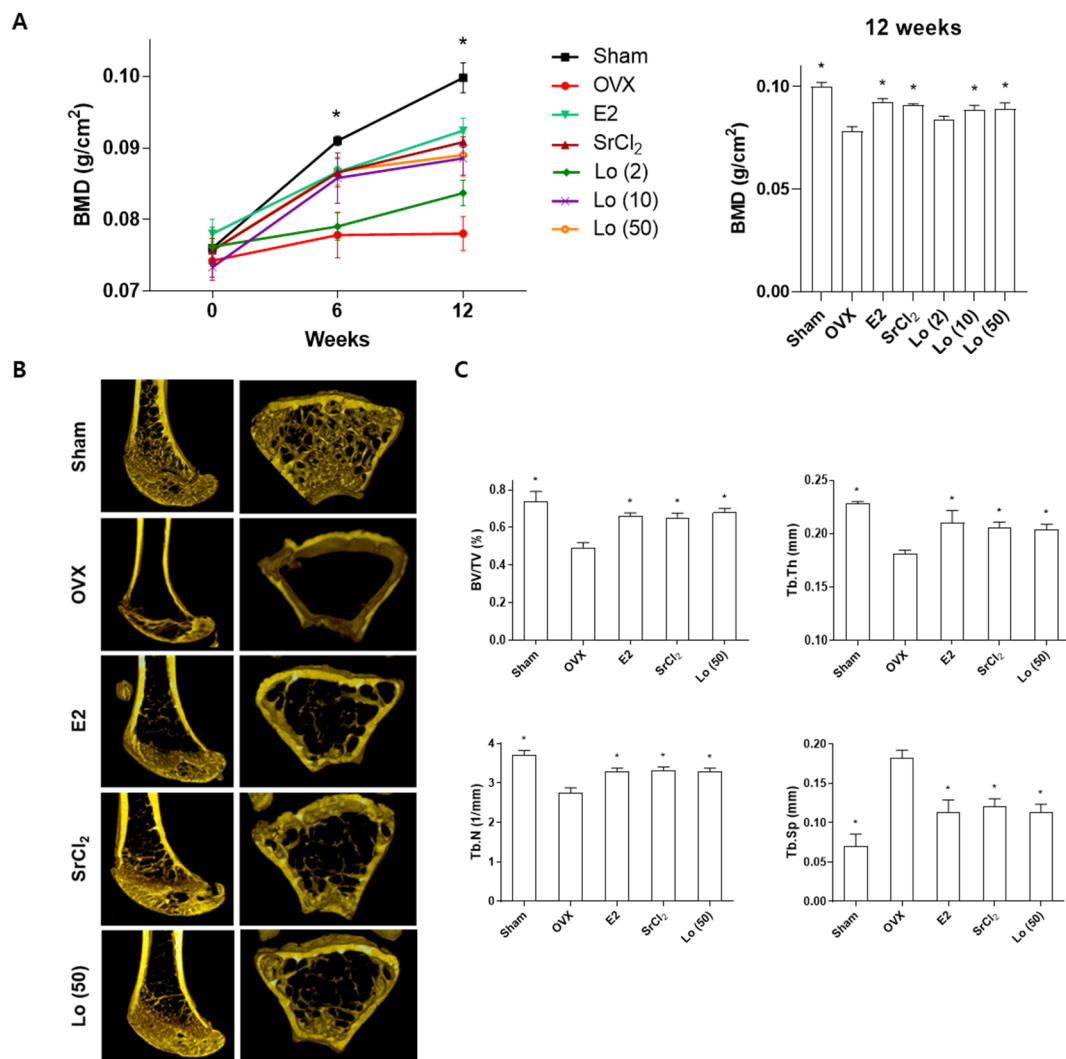 A
BMD (g/cm²)
0.10
0.09
0.08
0.07
*
*
0
6
12
Weeks
Sham
OVX
E2
SrCl₂
Lo (2)
Lo (10)
Lo (50)
12 weeks
BMD (g/cm²)
0.10
0.05
0.00
*
*
*
*
*
Sham
OVX
E2
SrCl₂
Lo (2)
Lo (10)
Lo (50)
B
Sham
OVX
E2
SrCl₂
Lo (50)
C
BV/TV (%)
0.8
0.6
0.4
0.2
0.0
*
*
*
*
Sham
OVX
E2
SrCl₂
Lo (50)
Tb.Th (mm)
0.25
0.20
0.15
0.10
*
*
*
*
Sham
OVX
E2
SrCl₂
Lo (50)
Tb.N (1/mm)
4
3
2
1
0
*
*
*
*
Sham
OVX
E2
SrCl₂
Lo (50)
Tb.Sp (mm)
0.20
0.15
0.10
0.05
0.00
*
*
*
*
Sham
OVX
E2
SrCl₂
Lo (50)